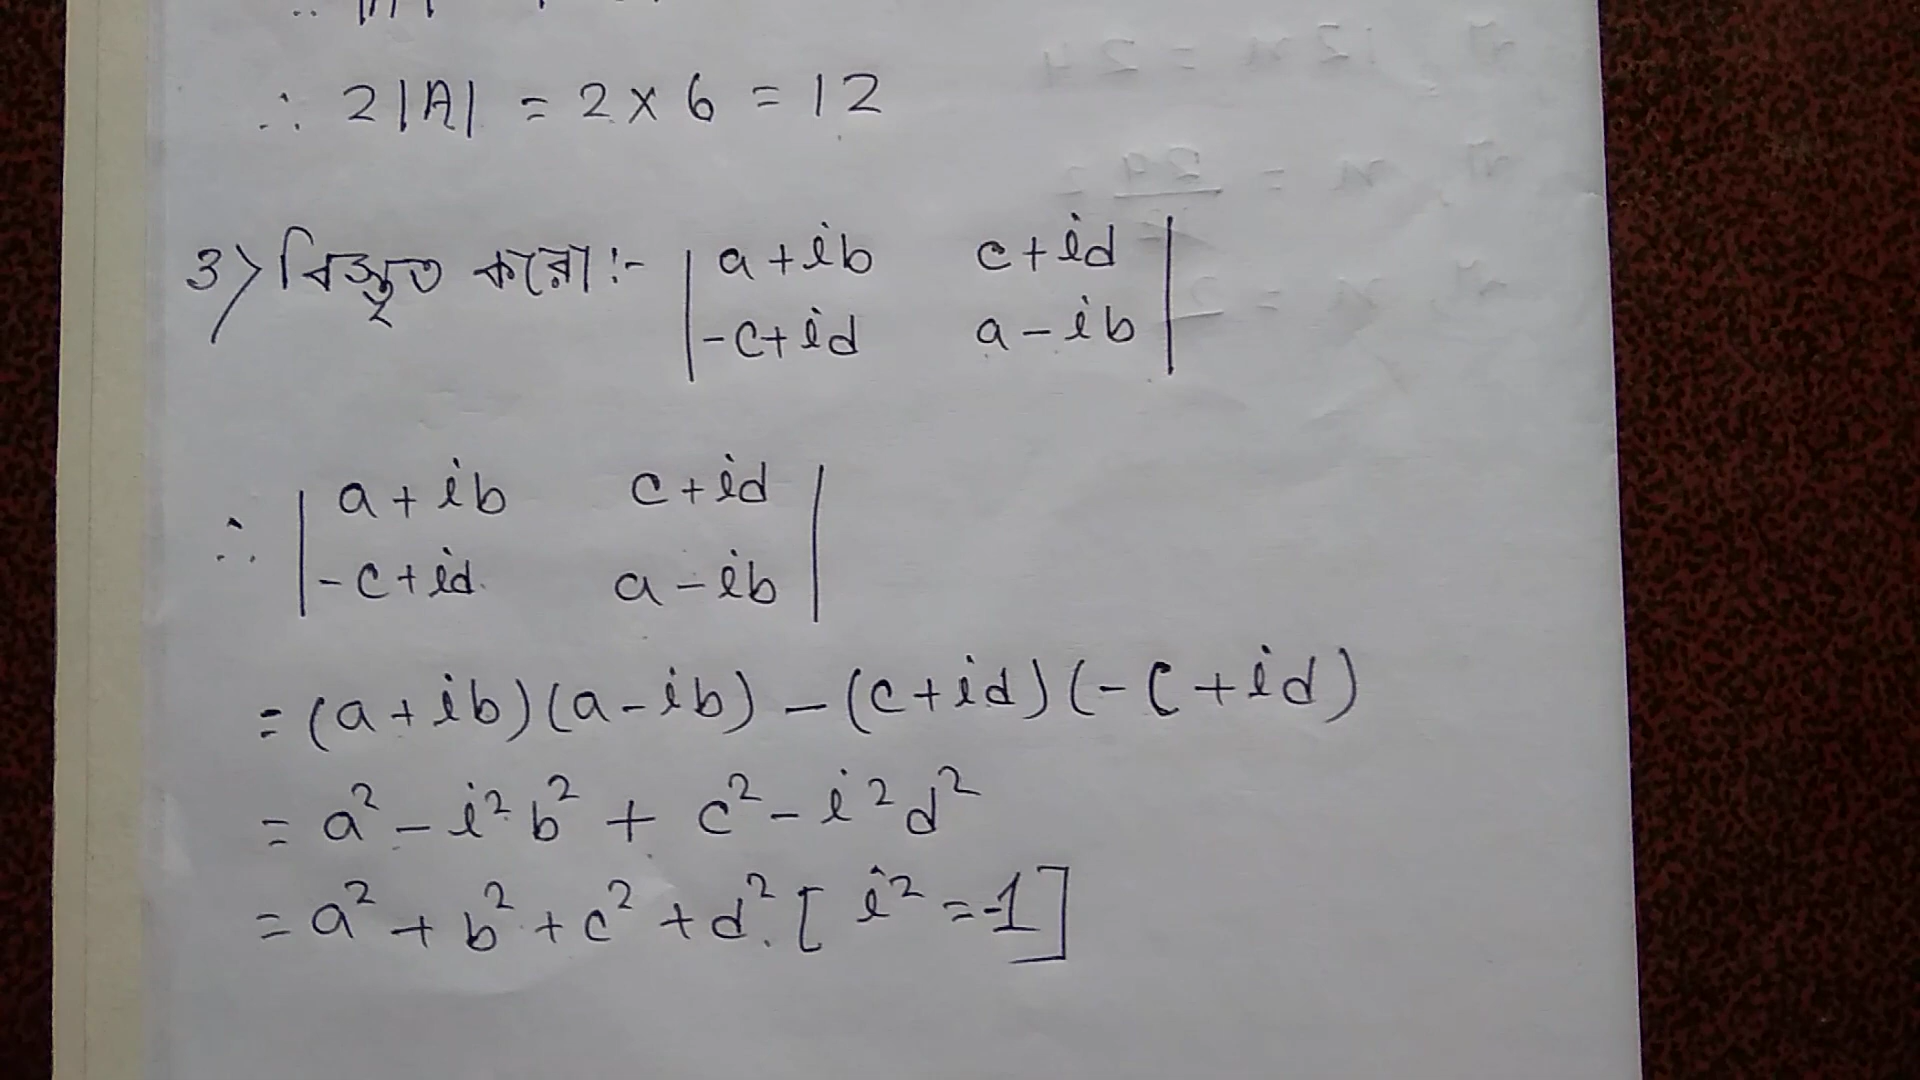 ∴ 2|A| = 2 × 6 = 12
3) বিস্তৃত করো :- | a + ib c + id |
| -c + id a - ib |
∴ | a + ib c + id |
| -c + id a - ib |
= (a + ib)(a - ib) - (c + id)(-c + id)
= a² - i²b² + c² - i²d²
= a² + b² + c² + d². [i² = -1]